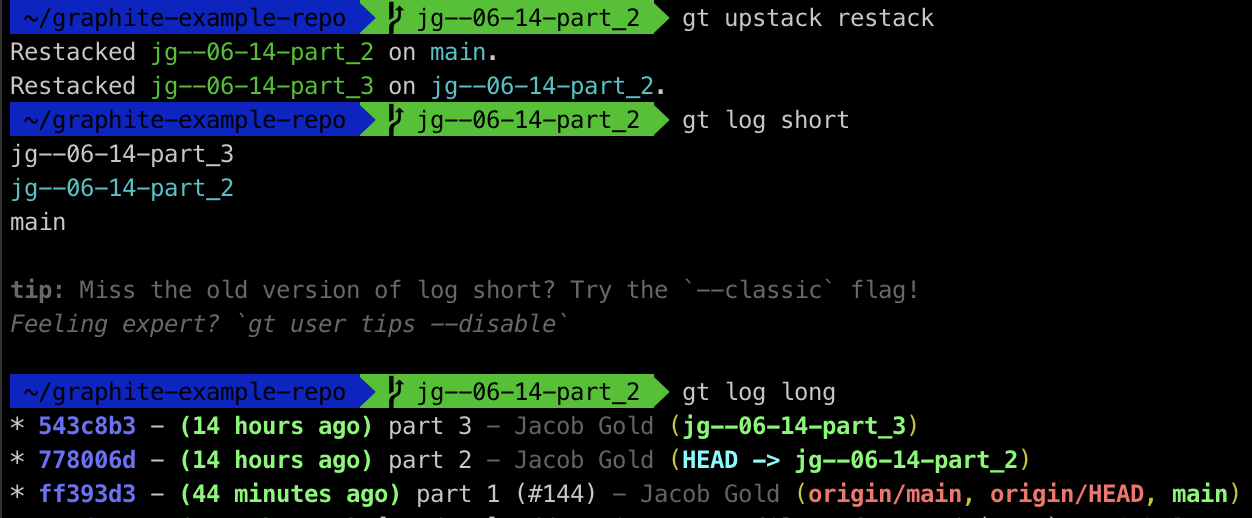 ~/graphite-example-repo jg--06-14-part_2 gt upstack restack
Restacked jg--06-14-part_2 on main.
Restacked jg--06-14-part_3 on jg--06-14-part_2.
~/graphite-example-repo jg--06-14-part_2 gt log short
jg--06-14-part_3
jg--06-14-part_2
main
tip: Miss the old version of log short? Try the `--classic` flag!
Feeling expert? `gt user tips --disable`
~/graphite-example-repo jg--06-14-part_2 gt log long
* 543c8b3 - (14 hours ago) part 3 - Jacob Gold (jg--06-14-part_3)
* 778006d - (14 hours ago) part 2 - Jacob Gold (HEAD -> jg--06-14-part_2)
* ff393d3 - (44 minutes ago) part 1 (#144) - Jacob Gold (origin/main, origin/HEAD, main)